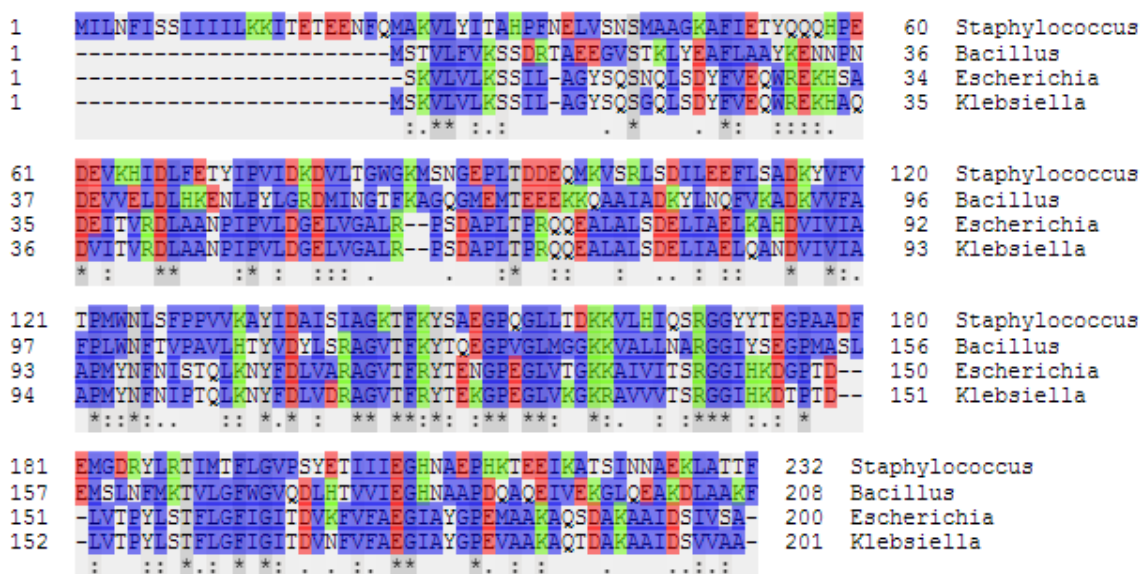 1 MILNFISSIIIILKKITETEENFQMAKVLYITAHPFNELVSNSMAAGKAFIETYQQQHPE 60 Staphylococcus
1 ------------------------MSTVLFVKSSDRTAEEGVSTKLYEAFLAAYKENNPN 36 Bacillus
1 -------------------------SKVLVLKSSIL-AGYSQSNQLSDYFVEQWREKHSA 34 Escherichia
1 ------------------------MSKVLVLKSSIL-AGYSQSGQLSDYFVEQWREKHAQ 35 Klebsiella
:.** :.: . * . *: ::::.
61 DEVKHIDLFETYIPVIDKDVLTGWGKMSNGEPLTDDEQMKVSRLSDILEEFLSADKYVFV 120 Staphylococcus
37 DEVVELDLHKENLPYLGRDMINGTFKAGQGMEMTEEEKKQAAIADKYLNQFVKADKVVFA 96 Bacillus
35 DEITVRDLAANPIPVLDGELVGALR--PSDAPLTPRQQEALALSDELIAELKAHDVIVIA 92 Escherichia
36 DVITVRDLAANPIPVLDGELVGALR--PSDAPLTPRQQEALALSDELIAELQANDVIVIA 93 Klebsiella
* : ** :* : ::: . . :* :: : .. : :: * *:.
121 TPMWNLSFPPVVKAYIDAISIAGKTFKYSAEGPQGLLTDKKVLHIQSRGGYYTEGPAADF 180 Staphylococcus
97 FPLWNFTVPAVLHTYVDYLSRAGVTFKYTQEGPVGLMGGKKVALLNARGGIYSEGPMASL 156 Bacillus
93 APMYNFNISTQLKNYFDLVARAGVTFRYTENGPEGLVTGKKAIVITSRGGIHKDGPTD-- 150 Escherichia
94 APMYNFNIPTQLKNYFDLVDRAGVTFRYTEKGPEGLVKGKRAVVVTSRGGIHKDTPTD-- 151 Klebsiella
*::*:.. :: *.* : ** **:*: :** **: .*:. : :*** :.: *
181 EMGDRYLRTIMTFLGVPSYETIIIEGHNAEPHKTEEIKATSINNAEKLATTF 232 Staphylococcus
157 EMSLNFMKTVLGFWGVQDLHTVVIEGHNAAPDQAQEIVEKGLQEAKDLAAKF 208 Bacillus
151 -LVTPYLSTFLGFIGITDVKFVFAEGIAYGPEMAAKAQSDAKAAIDSIVSA- 200 Escherichia
152 -LVTPYLSTFLGFIGITDVNFVFAEGIAYGPEVAAKAQTDAKAAIDSVVAA- 201 Klebsiella
: :: *.: * *: . . :. ** *. : : . ..::